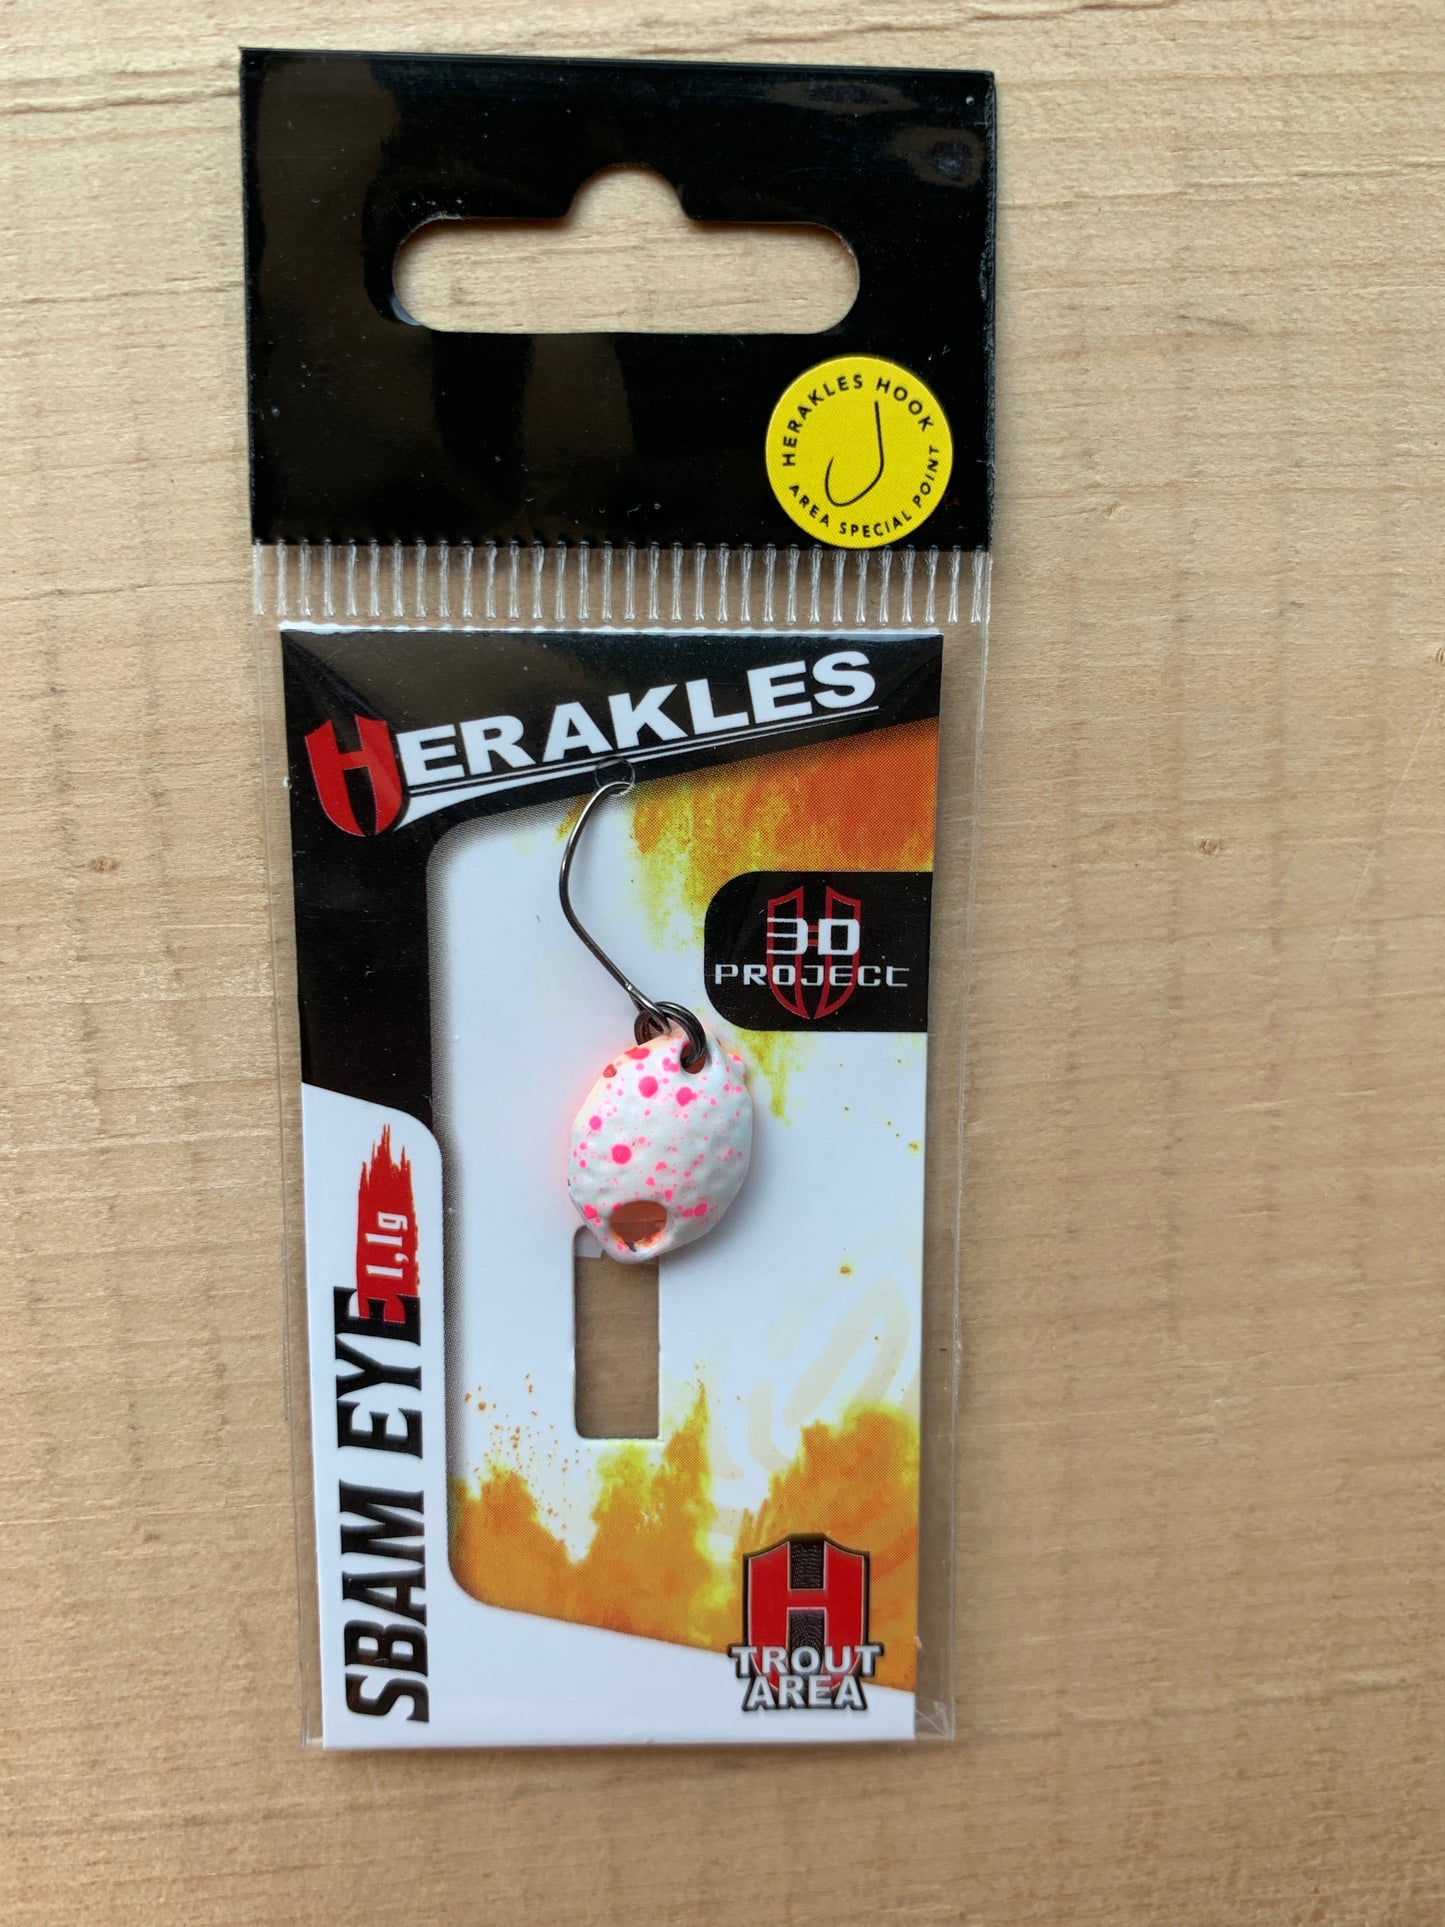 HERAKLES HOOK
AREA SPECIAL POINT
HERAKLES
3D
PROJECT
1,1g
SBAM EYE
TROUT
AREA